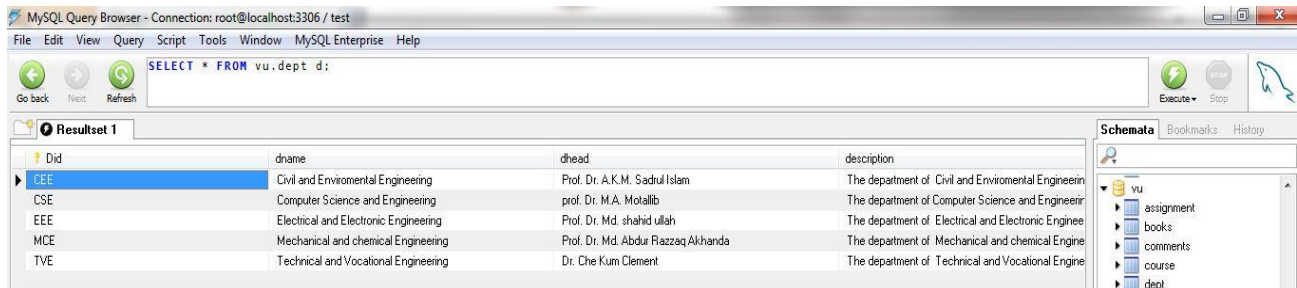 MySQL Query Browser - Connection: root@localhost:3306 / test
File Edit View Query Script Tools Window MySQL Enterprise Help
SELECT * FROM vu.dept d;
Go back Next Refresh Execute Stop
Resultset 1
Schemata Bookmarks History
Did dname dhead description
CEE Civil and Enviromental Engineering Prof. Dr. A.K.M. Sadrul Islam The department of Civil and Enviromental Engineerin
CSE Computer Science and Engineering prof. Dr. M.A. Motallib The department of Computer Science and Engineerin
EEE Electrical and Electronic Engineering Prof. Dr. Md. shahid ullah The department of Electrical and Electronic Enginee
MCE Mechanical and chemical Engineering Prof. Dr. Md. Abdur Razzaq Akhanda The department of Mechanical and chemical Engine
TVE Technical and Vocational Engineering Dr. Che Kum Clement The department of Technical and Vocational Engine
vu
assignment
books
comments
course
dept